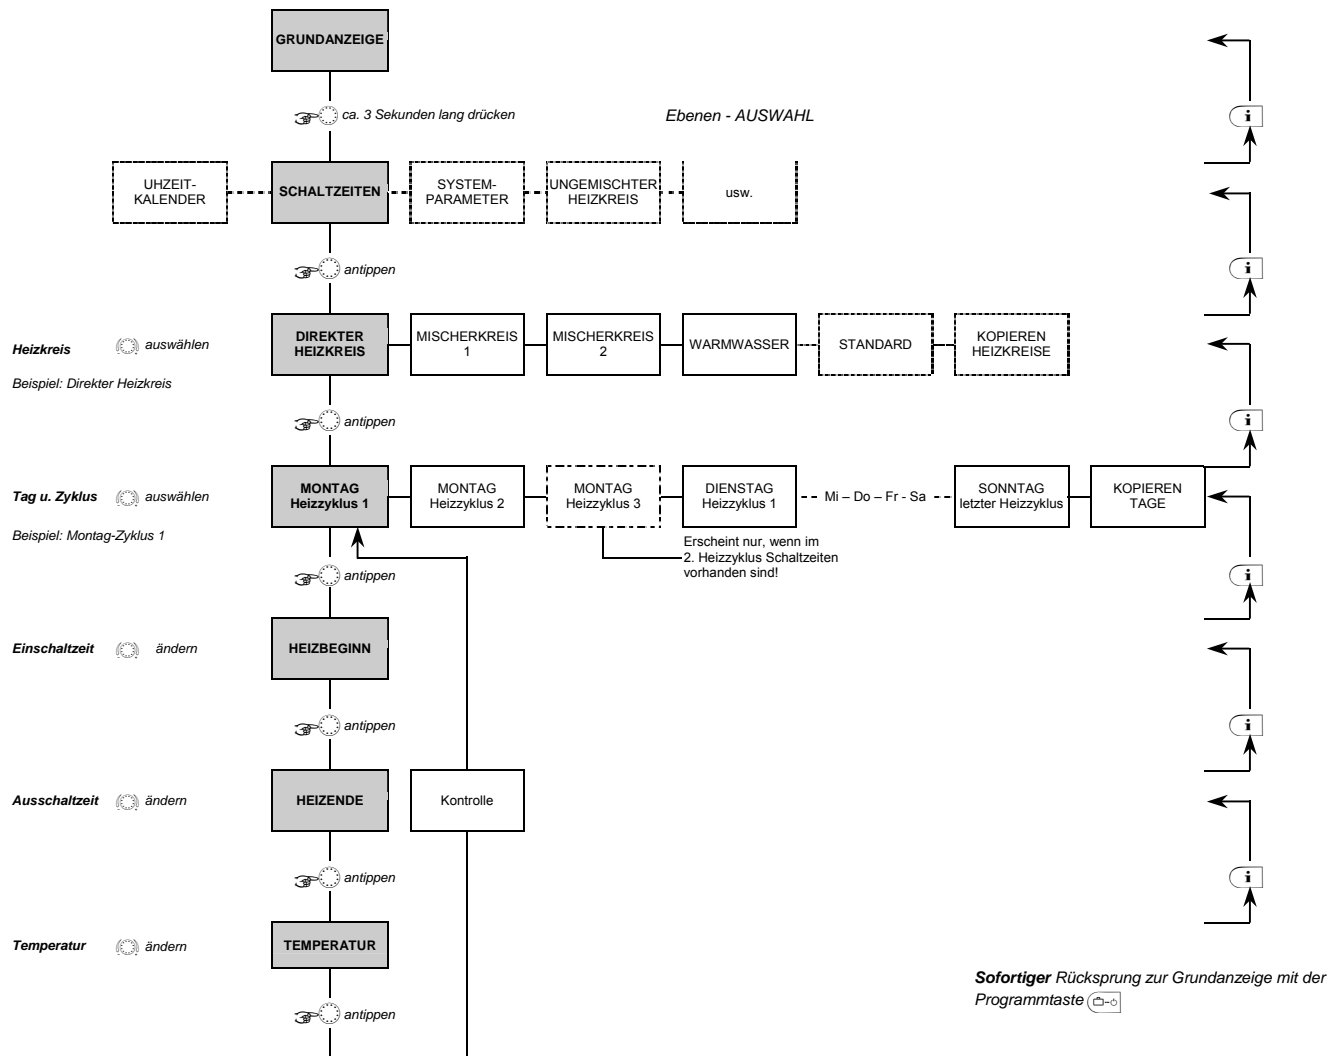 GRUNDANZEIGE
ca. 3 Sekunden lang drücken
Ebenen - AUSWAHL
i
UHZEIT-
KALENDER
SCHALTZEITEN
SYSTEM-
PARAMETER
UNGEMISCHTER
HEIZKREIS
usw.
antippen
i
Heizkreis auswählen
Beispiel: Direkter Heizkreis
DIREKTER
HEIZKREIS
MISCHERKREIS
1
MISCHERKREIS
2
WARMWASSER
STANDARD
KOPIEREN
HEIZKREISE
antippen
i
Tag u. Zyklus auswählen
Beispiel: Montag-Zyklus 1
MONTAG
Heizzyklus 1
MONTAG
Heizzyklus 2
MONTAG
Heizzyklus 3
DIENSTAG
Heizzyklus 1
Mi – Do – Fr - Sa
SONNTAG
letzter Heizzyklus
KOPIEREN
TAGE
Erscheint nur, wenn im
2. Heizzyklus Schaltzeiten
vorhanden sind!
antippen
i
Einschaltzeit ändern
HEIZBEGINN
antippen
i
Ausschaltzeit ändern
HEIZENDE
Kontrolle
antippen
i
Temperatur ändern
TEMPERATUR
Sofortiger Rücksprung zur Grundanzeige mit der
Programmtaste
antippen